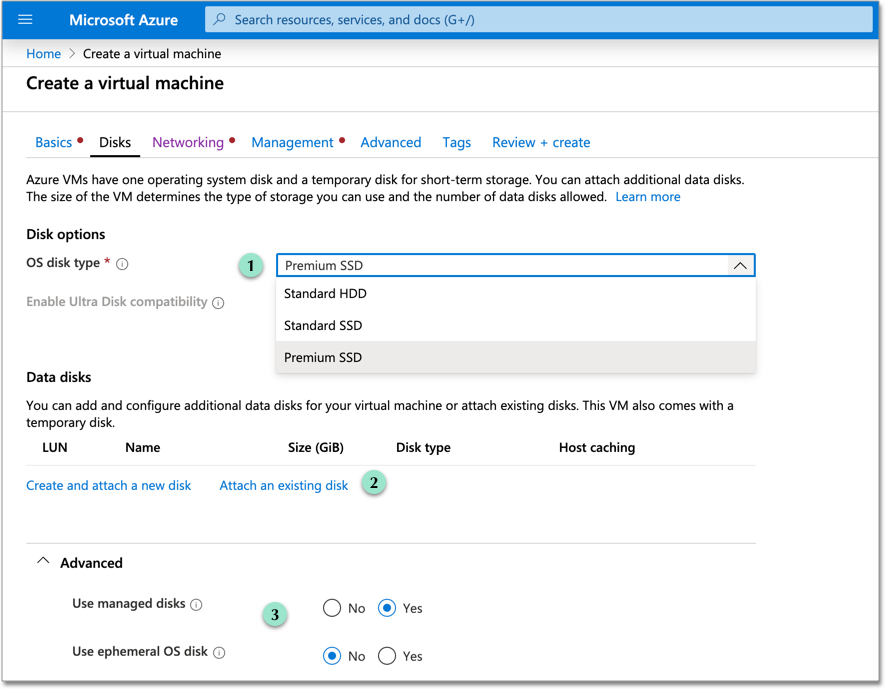 Microsoft Azure
Search resources, services, and docs (G+/)
Home > Create a virtual machine
Create a virtual machine
Basics Disks Networking Management Advanced Tags Review + create
Azure VMs have one operating system disk and a temporary disk for short-term storage. You can attach additional data disks.
The size of the VM determines the type of storage you can use and the number of data disks allowed. Learn more
Disk options
OS disk type * 1 Premium SSD
Standard HDD
Enable Ultra Disk compatibility
Standard SSD
Premium SSD
Data disks
You can add and configure additional data disks for your virtual machine or attach existing disks. This VM also comes with a
temporary disk.
LUN Name Size (GiB) Disk type Host caching
Create and attach a new disk Attach an existing disk 2
Advanced
Use managed disks 3 No Yes
Use ephemeral OS disk No Yes